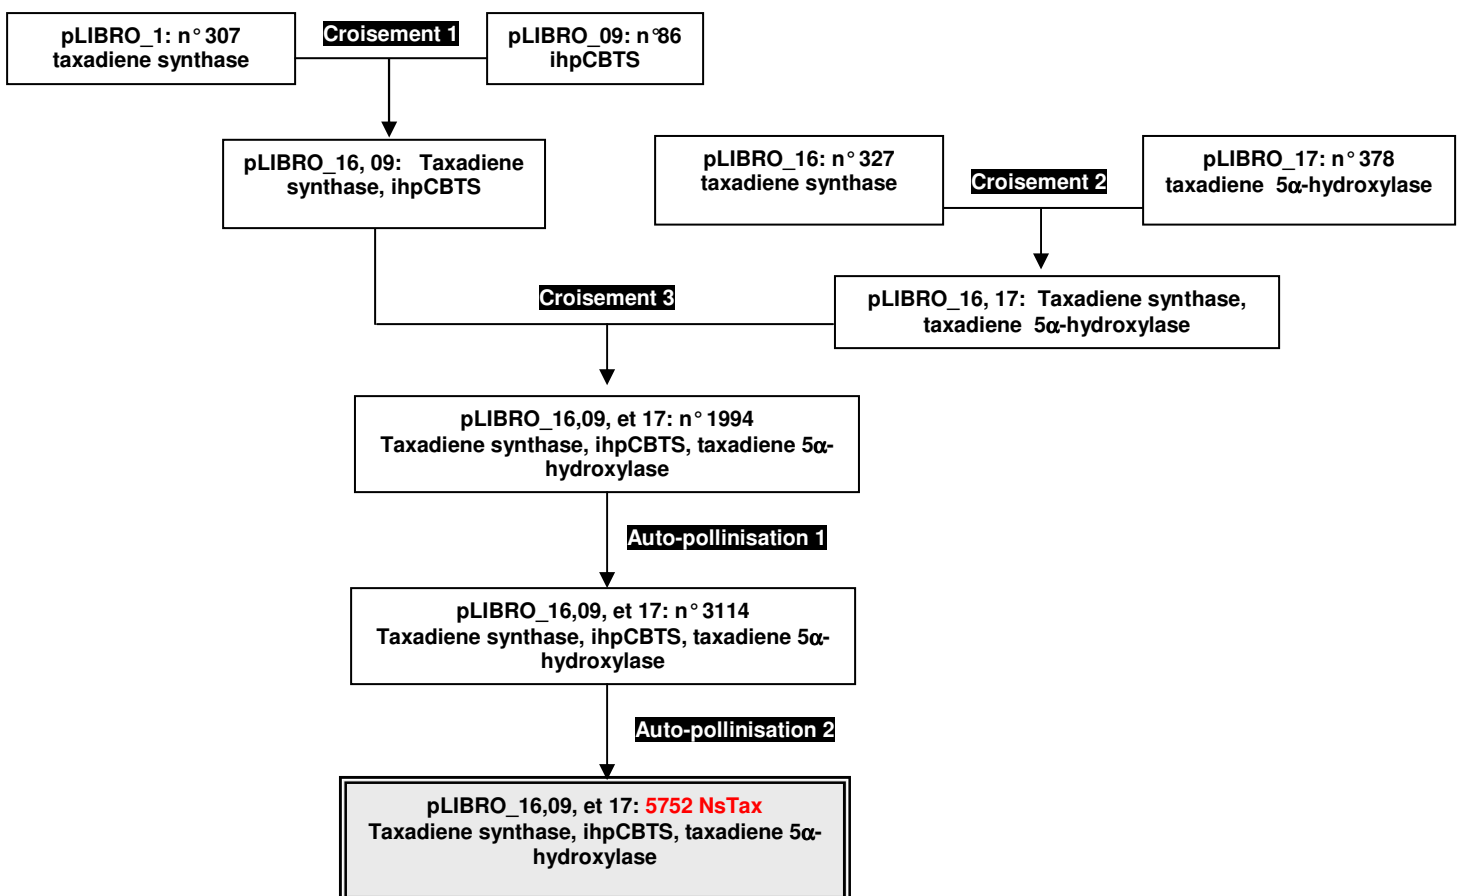 pLIBRO_1: n°307
taxadiene synthase
Croisement 1
pLIBRO_09: n°86
ihpCBTS
pLIBRO_16, 09: Taxadiene
synthase, ihpCBTS
pLIBRO_16: n°327
taxadiene synthase
Croisement 2
pLIBRO_17: n°378
taxadiene 5α-hydroxylase
Croisement 3
pLIBRO_16, 17: Taxadiene synthase,
taxadiene 5α-hydroxylase
pLIBRO_16,09, et 17: n°1994
Taxadiene synthase, ihpCBTS, taxadiene 5α-
hydroxylase
Auto-pollinisation 1
pLIBRO_16,09, et 17: n°3114
Taxadiene synthase, ihpCBTS, taxadiene 5α-
hydroxylase
Auto-pollinisation 2
pLIBRO_16,09, et 17: 5752 NsTax
Taxadiene synthase, ihpCBTS, taxadiene 5α-
hydroxylase